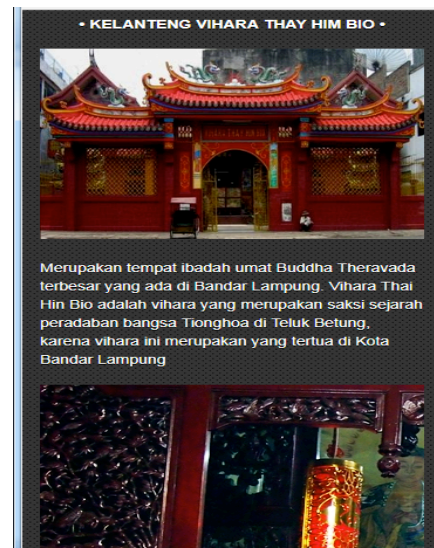 • KELANTENG VIHARA THAY HIM BIO •
Merupakan tempat ibadah umat Buddha Theravada
terbesar yang ada di Bandar Lampung. Vihara Thai
Hin Bio adalah vihara yang merupakan saksi sejarah
peradaban bangsa Tionghoa di Teluk Betung,
karena vihara ini merupakan yang tertua di Kota
Bandar Lampung